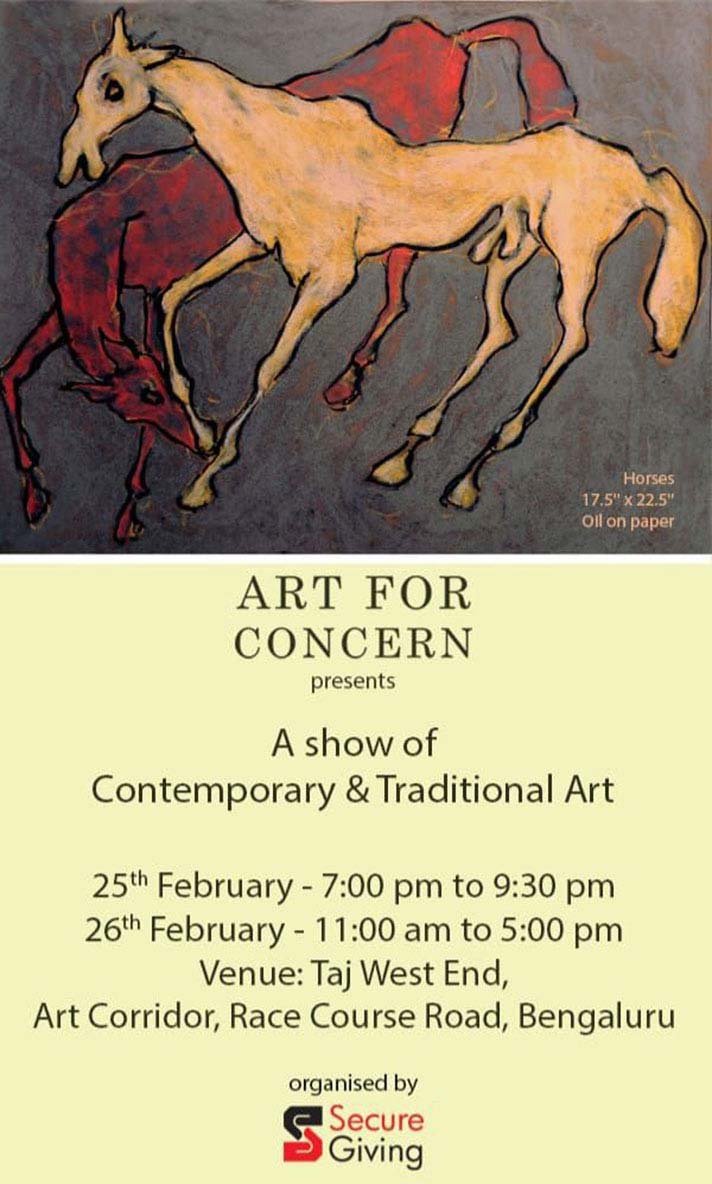 Horses
17.5" x 22.5"
Oil on paper
ART FOR
CONCERN
presents
A show of
Contemporary & Traditional Art
25th February - 7:00 pm to 9:30 pm
26th February - 11:00 am to 5:00 pm
Venue: Taj West End,
Art Corridor, Race Course Road, Bengaluru
organised by
Secure
Giving